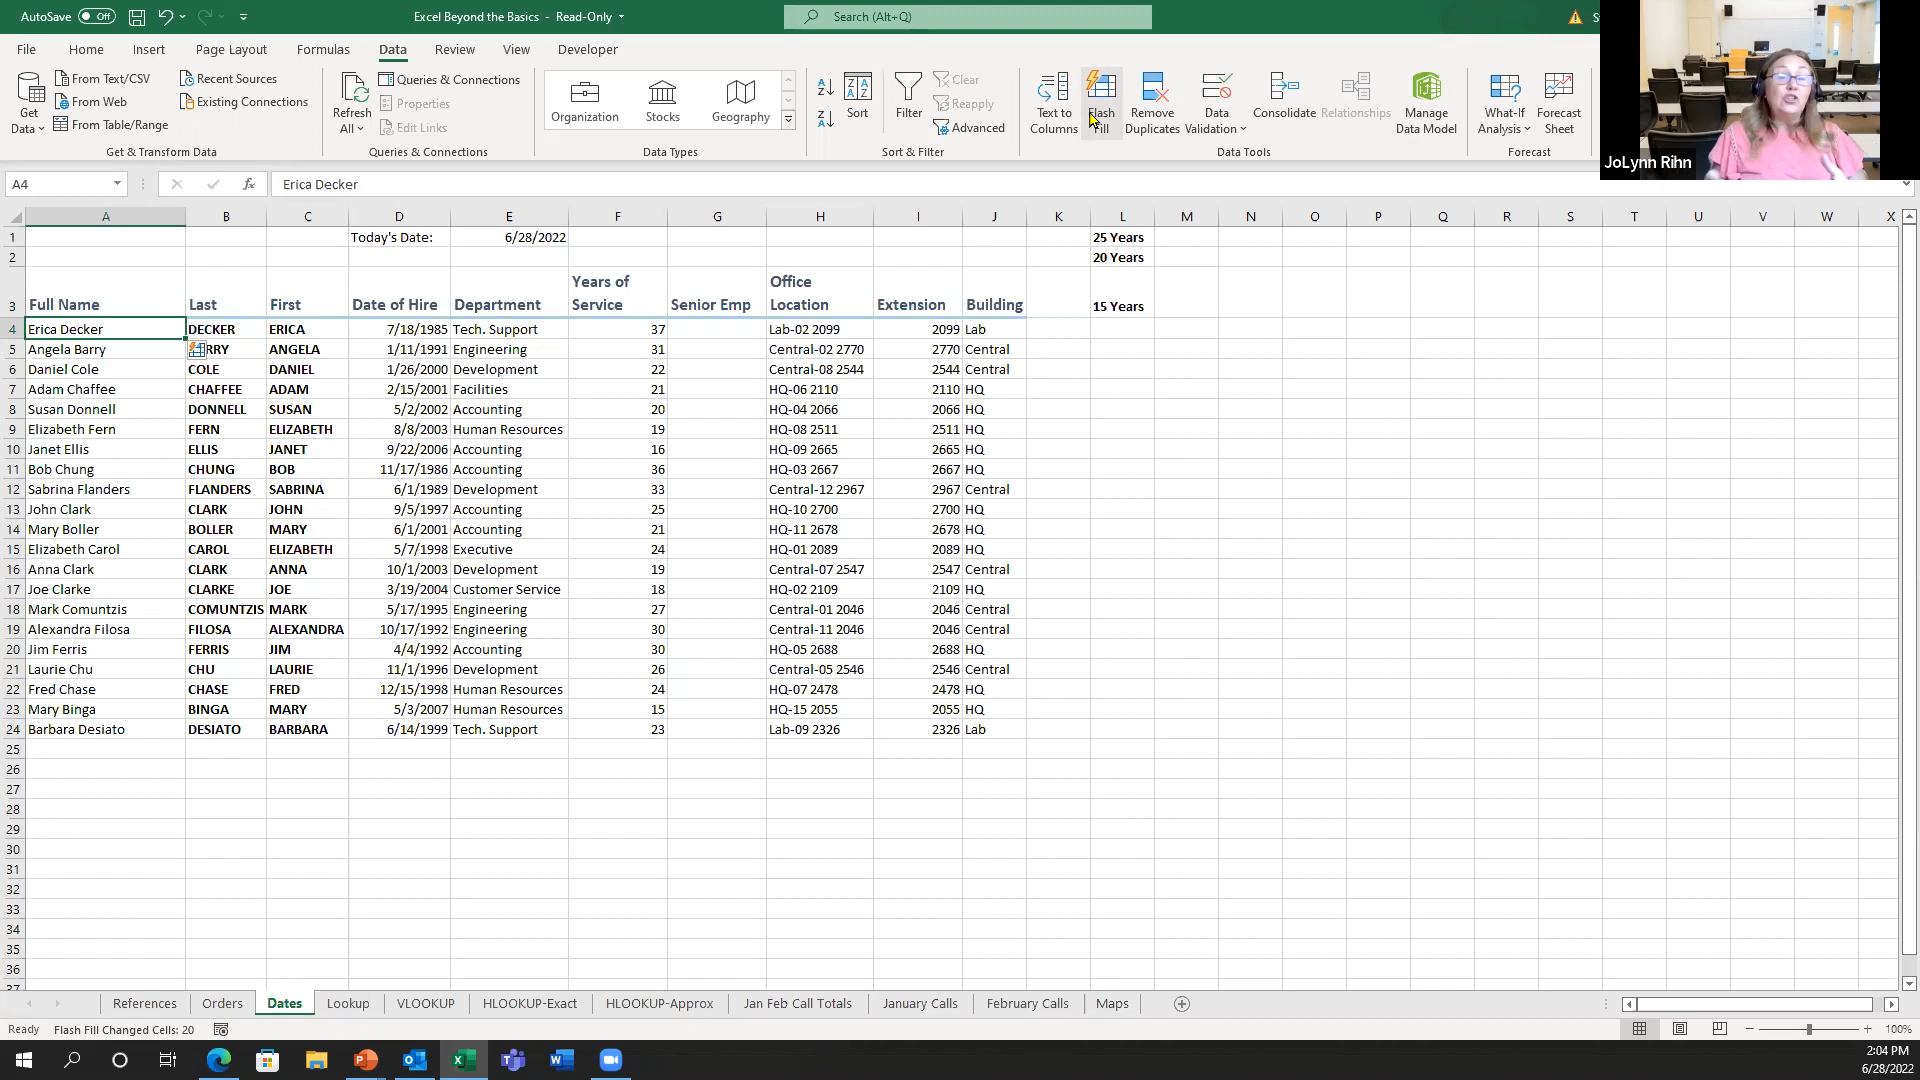 AutoSave Off Excel Beyond the Basics - Read-Only Search (Alt+Q)
File Home Insert Page Layout Formulas Data Review View Developer
Get Data From Text/CSV From Web From Table/Range Recent Sources Existing Connections
Refresh All Queries & Connections Properties Edit Links
Organization Stocks Geography
Sort Filter Clear Reapply Advanced
Text to Columns Flash Fill Remove Duplicates Data Validation Consolidate Relationships Manage Data Model
What-If Analysis Forecast Sheet
Get & Transform Data Queries & Connections Data Types Sort & Filter Data Tools Forecast
JoLynn Rihn
A4 fx Erica Decker
A B C D E F G H I J K L M N O P Q R S T U V W X
1 Today's Date: 6/28/2022 25 Years
2 20 Years
3 Full Name Last First Date of Hire Department Years of Service Senior Emp Office Location Extension Building 15 Years
4 Erica Decker DECKER ERICA 7/18/1985 Tech. Support 37 Lab-02 2099 2099 Lab
5 Angela Barry RRY ANGELA 1/11/1991 Engineering 31 Central-02 2770 2770 Central
6 Daniel Cole COLE DANIEL 1/26/2000 Development 22 Central-08 2544 2544 Central
7 Adam Chaffee CHAFFEE ADAM 2/15/2001 Facilities 21 HQ-06 2110 2110 HQ
8 Susan Donnell DONNELL SUSAN 5/2/2002 Accounting 20 HQ-04 2066 2066 HQ
9 Elizabeth Fern FERN ELIZABETH 8/8/2003 Human Resources 19 HQ-08 2511 2511 HQ
10 Janet Ellis ELLIS JANET 9/22/2006 Accounting 16 HQ-09 2665 2665 HQ
11 Bob Chung CHUNG BOB 11/17/1986 Accounting 36 HQ-03 2667 2667 HQ
12 Sabrina Flanders FLANDERS SABRINA 6/1/1989 Development 33 Central-12 2967 2967 Central
13 John Clark CLARK JOHN 9/5/1997 Accounting 25 HQ-10 2700 2700 HQ
14 Mary Boller BOLLER MARY 6/1/2001 Accounting 21 HQ-11 2678 2678 HQ
15 Elizabeth Carol CAROL ELIZABETH 5/7/1998 Executive 24 HQ-01 2089 2089 HQ
16 Anna Clark CLARK ANNA 10/1/2003 Development 19 Central-07 2547 2547 Central
17 Joe Clarke CLARKE JOE 3/19/2004 Customer Service 18 HQ-02 2109 2109 HQ
18 Mark Comuntzis COMUNTZIS MARK 5/17/1995 Engineering 27 Central-01 2046 2046 Central
19 Alexandra Filosa FILOSA ALEXANDRA 10/17/1992 Engineering 30 Central-11 2046 2046 Central
20 Jim Ferris FERRIS JIM 4/4/1992 Accounting 30 HQ-05 2688 2688 HQ
21 Laurie Chu CHU LAURIE 11/1/1996 Development 26 Central-05 2546 2546 Central
22 Fred Chase CHASE FRED 12/15/1998 Human Resources 24 HQ-07 2478 2478 HQ
23 Mary Binga BINGA MARY 5/3/2007 Human Resources 15 HQ-15 2055 2055 HQ
24 Barbara Desiato DESIATO BARBARA 6/14/1999 Tech. Support 23 Lab-09 2326 2326 Lab
25
26
27
28
29
30
31
32
33
34
35
36
37
References Orders Dates Lookup VLOOKUP HLOOKUP-Exact HLOOKUP-Approx Jan Feb Call Totals January Calls February Calls Maps
Ready Flash Fill Changed Cells: 20 100%
2:04 PM
6/28/2022